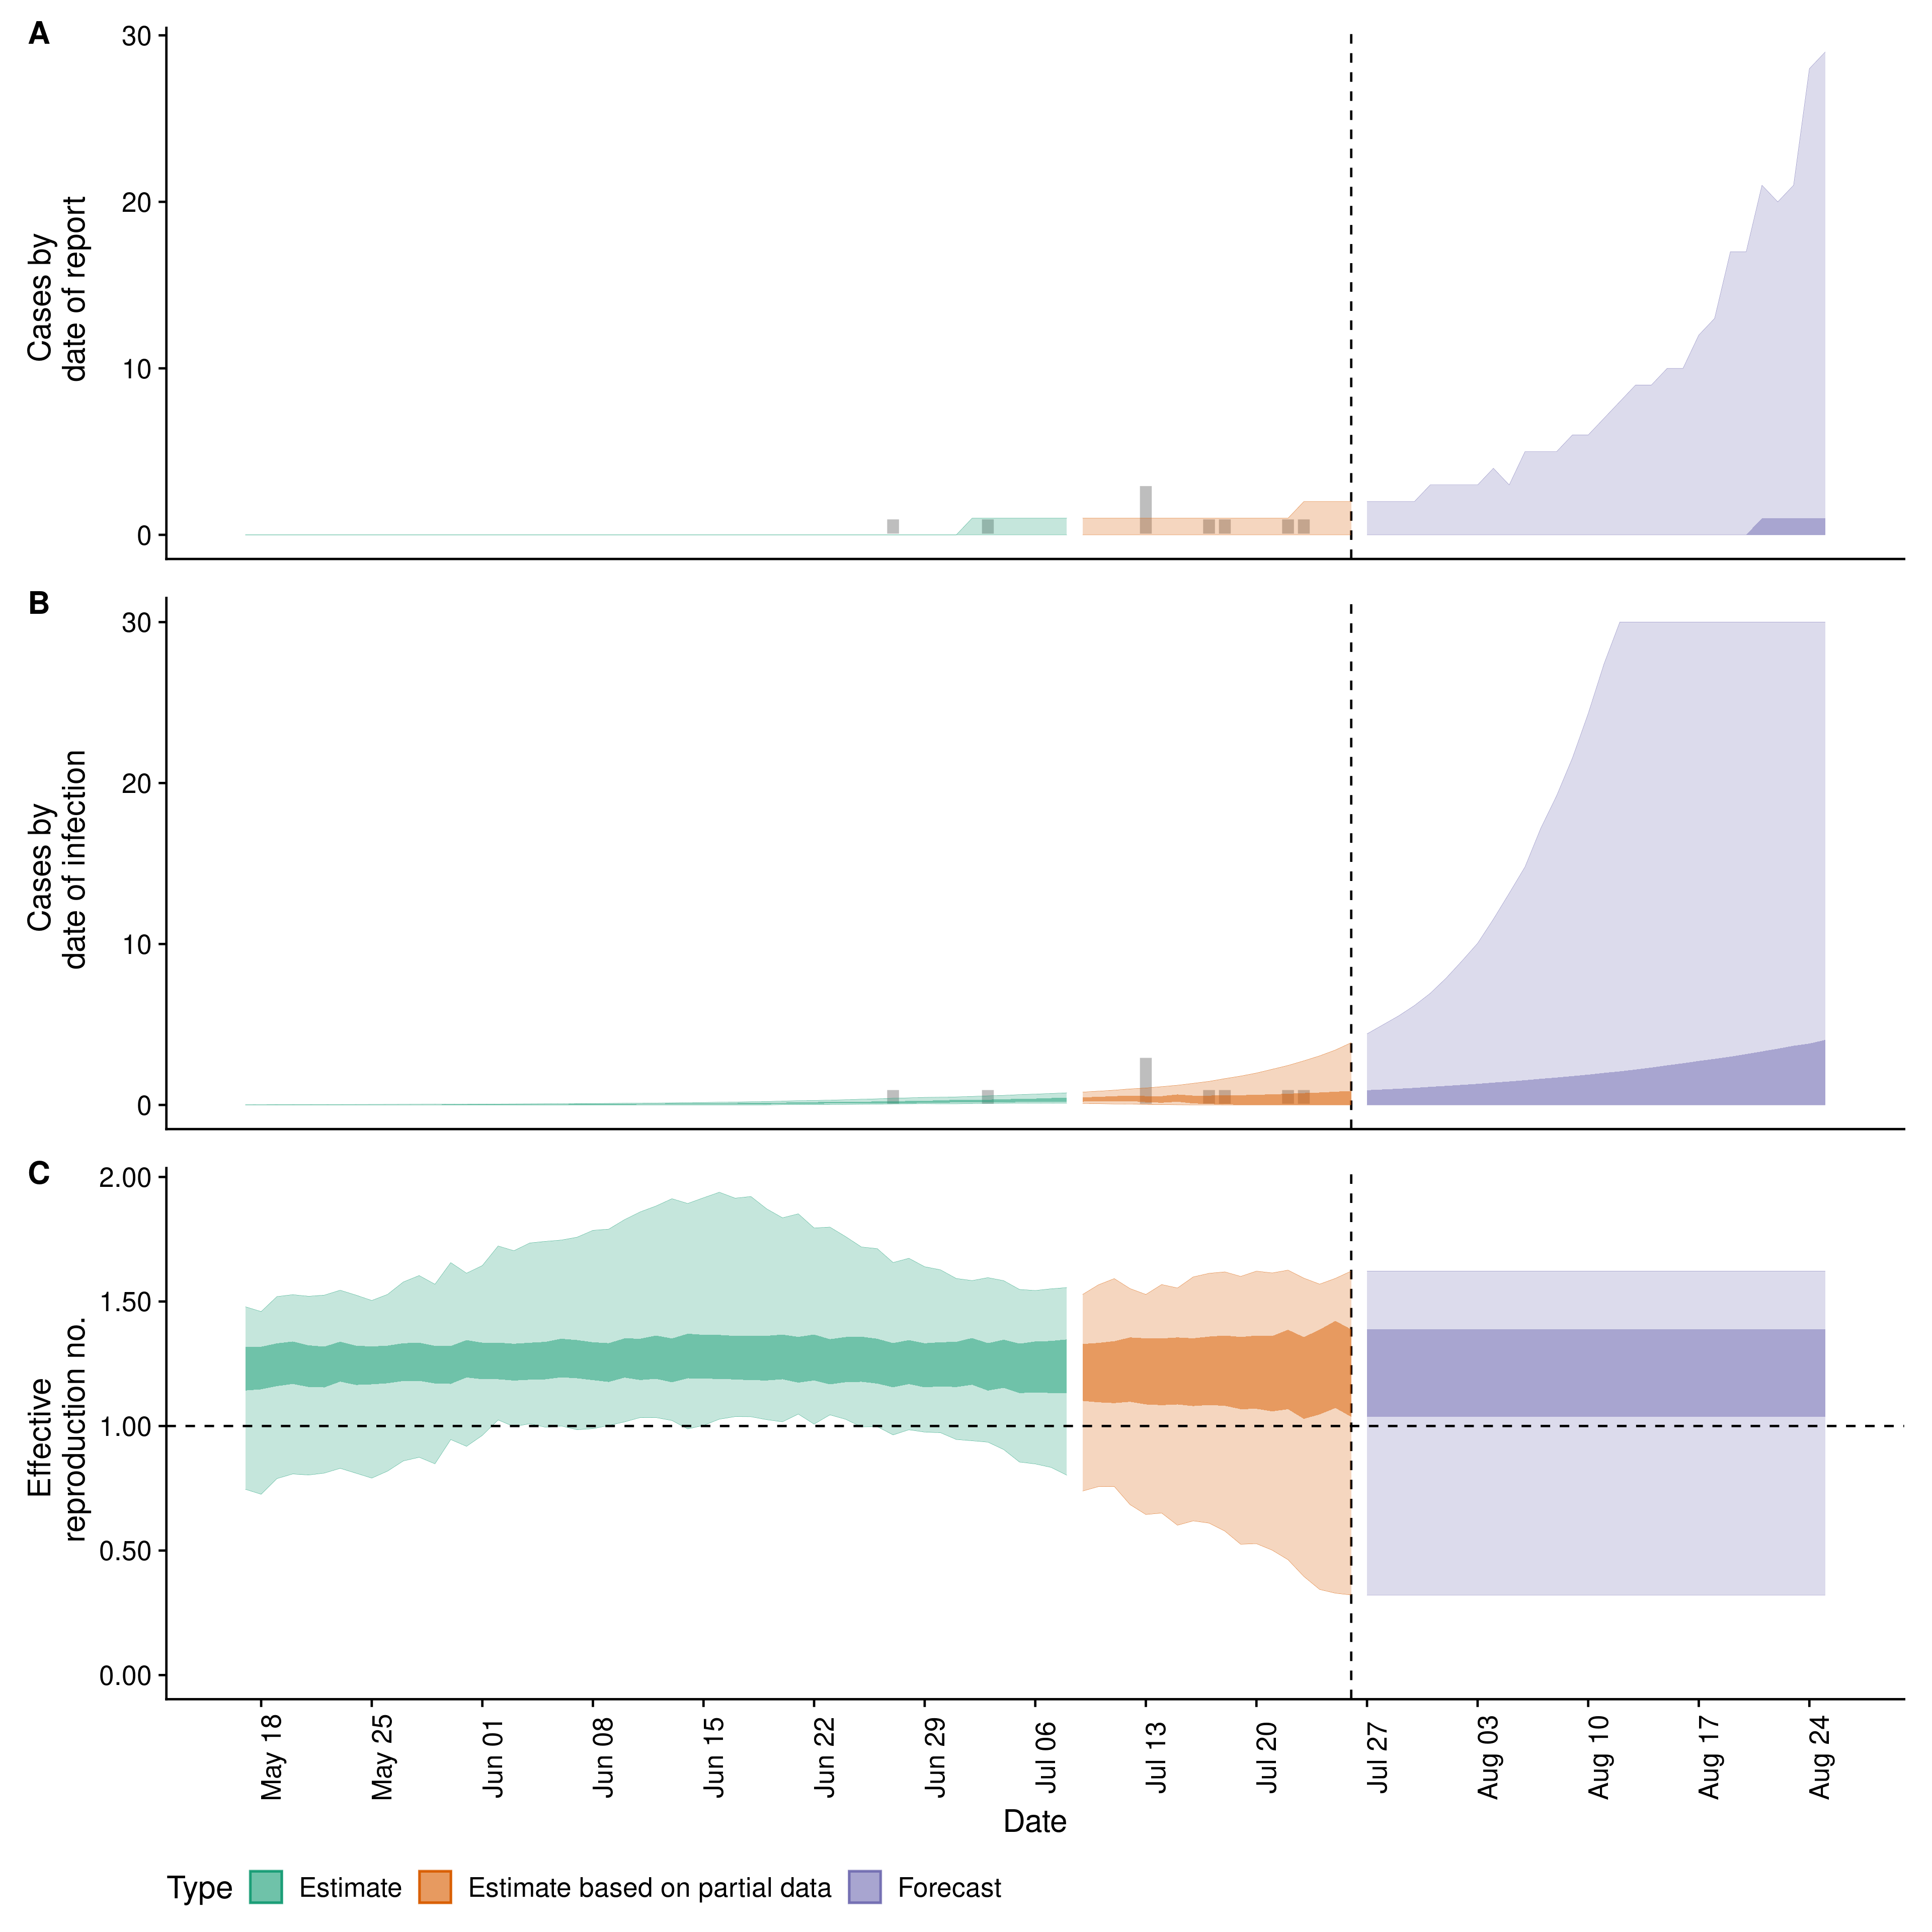 A
30
20
10
0
Cases by
date of report
B
30
20
10
0
Cases by
date of infection
C
2.00
1.50
1.00
0.50
0.00
Effective
reproduction no.
May 18
May 25
Jun 01
Jun 08
Jun 15
Jun 22
Jun 29
Jul 06
Jul 13
Jul 20
Jul 27
Aug 03
Aug 10
Aug 17
Aug 24
Date
Type Estimate Estimate based on partial data Forecast